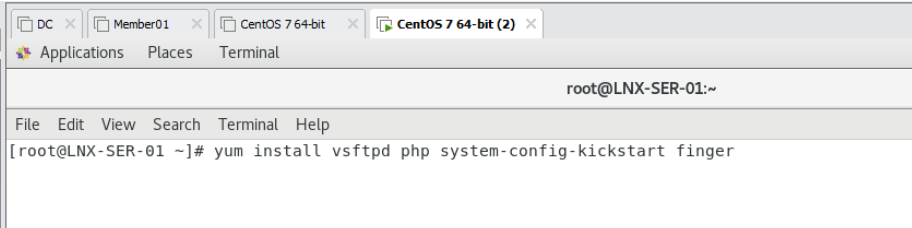 DC Member01 CentOS 7 64-bit CentOS 7 64-bit (2)
Applications Places Terminal
root@LNX-SER-01:~
File Edit View Search Terminal Help
[root@LNX-SER-01 ~]# yum install vsftpd php system-config-kickstart finger